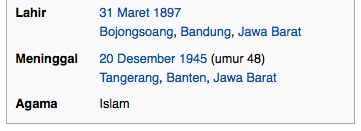 Lahir 31 Maret 1897
Bojongsoang, Bandung, Jawa Barat
Meninggal 20 Desember 1945 (umur 48)
Tangerang, Banten, Jawa Barat
Agama Islam